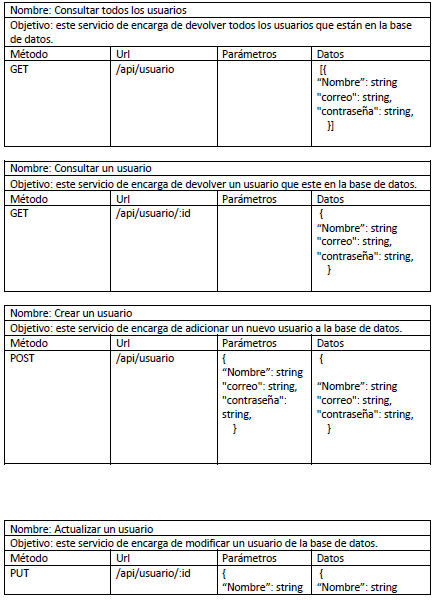 Nombre: Consultar todos los usuarios
Objetivo: este servicio de encarga de devolver todos los usuarios que están en la base
de datos.
Método Url Parámetros Datos
GET /api/usuario [{
“Nombre”: string
"correo": string,
"contraseña": string,
}]
Nombre: Consultar un usuario
Objetivo: este servicio de encarga de devolver un usuario que este en la base de datos.
Método Url Parámetros Datos
GET /api/usuario/:id {
“Nombre”: string
"correo": string,
"contraseña": string,
}
Nombre: Crear un usuario
Objetivo: este servicio de encarga de adicionar un nuevo usuario a la base de datos.
Método Url Parámetros Datos
POST /api/usuario { {
“Nombre”: string
"correo": string, “Nombre”: string
"contraseña": "correo": string,
string, "contraseña": string,
} }
Nombre: Actualizar un usuario
Objetivo: este servicio de encarga de modificar un usuario de la base de datos.
Método Url Parámetros Datos
PUT /api/usuario/:id { {
“Nombre”: string “Nombre”: string